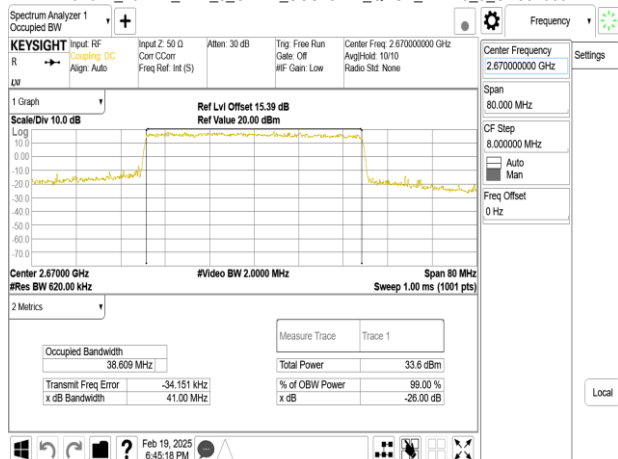 Spectrum Analyzer 1
Occupied BW
Frequency
KEYSIGHT
R
Input: RF
Coupling: DC
Align: Auto
Input Z: 50 Ω
Corr CCorr
Freq Ref: Int (S)
Atten: 30 dB
Trig: Free Run
Gate: Off
#IF Gain: Low
Center Freq: 2.670000000 GHz
Avg|Hold: 10/10
Radio Std: None
Center Frequency
2.670000000 GHz
Settings
Span
80.000 MHz
CF Step
8.000000 MHz
Auto
Man
Freq Offset
0 Hz
Local
1 Graph
Scale/Div 10.0 dB
Ref Lvl Offset 15.39 dB
Ref Value 20.00 dBm
Log
10.0
0.00
-10.0
-20.0
-30.0
-40.0
-50.0
-60.0
-70.0
Center 2.67000 GHz
#Video BW 2.0000 MHz
Span 80 MHz
#Res BW 620.00 kHz
Sweep 1.00 ms (1001 pts)
2 Metrics
Measure Trace Trace 1
Occupied Bandwidth
38.609 MHz
Total Power 33.6 dBm
Transmit Freq Error -34.151 kHz
% of OBW Power 99.00 %
x dB Bandwidth 41.00 MHz
x dB -26.00 dB
Feb 19, 2025
6:45:18 PM